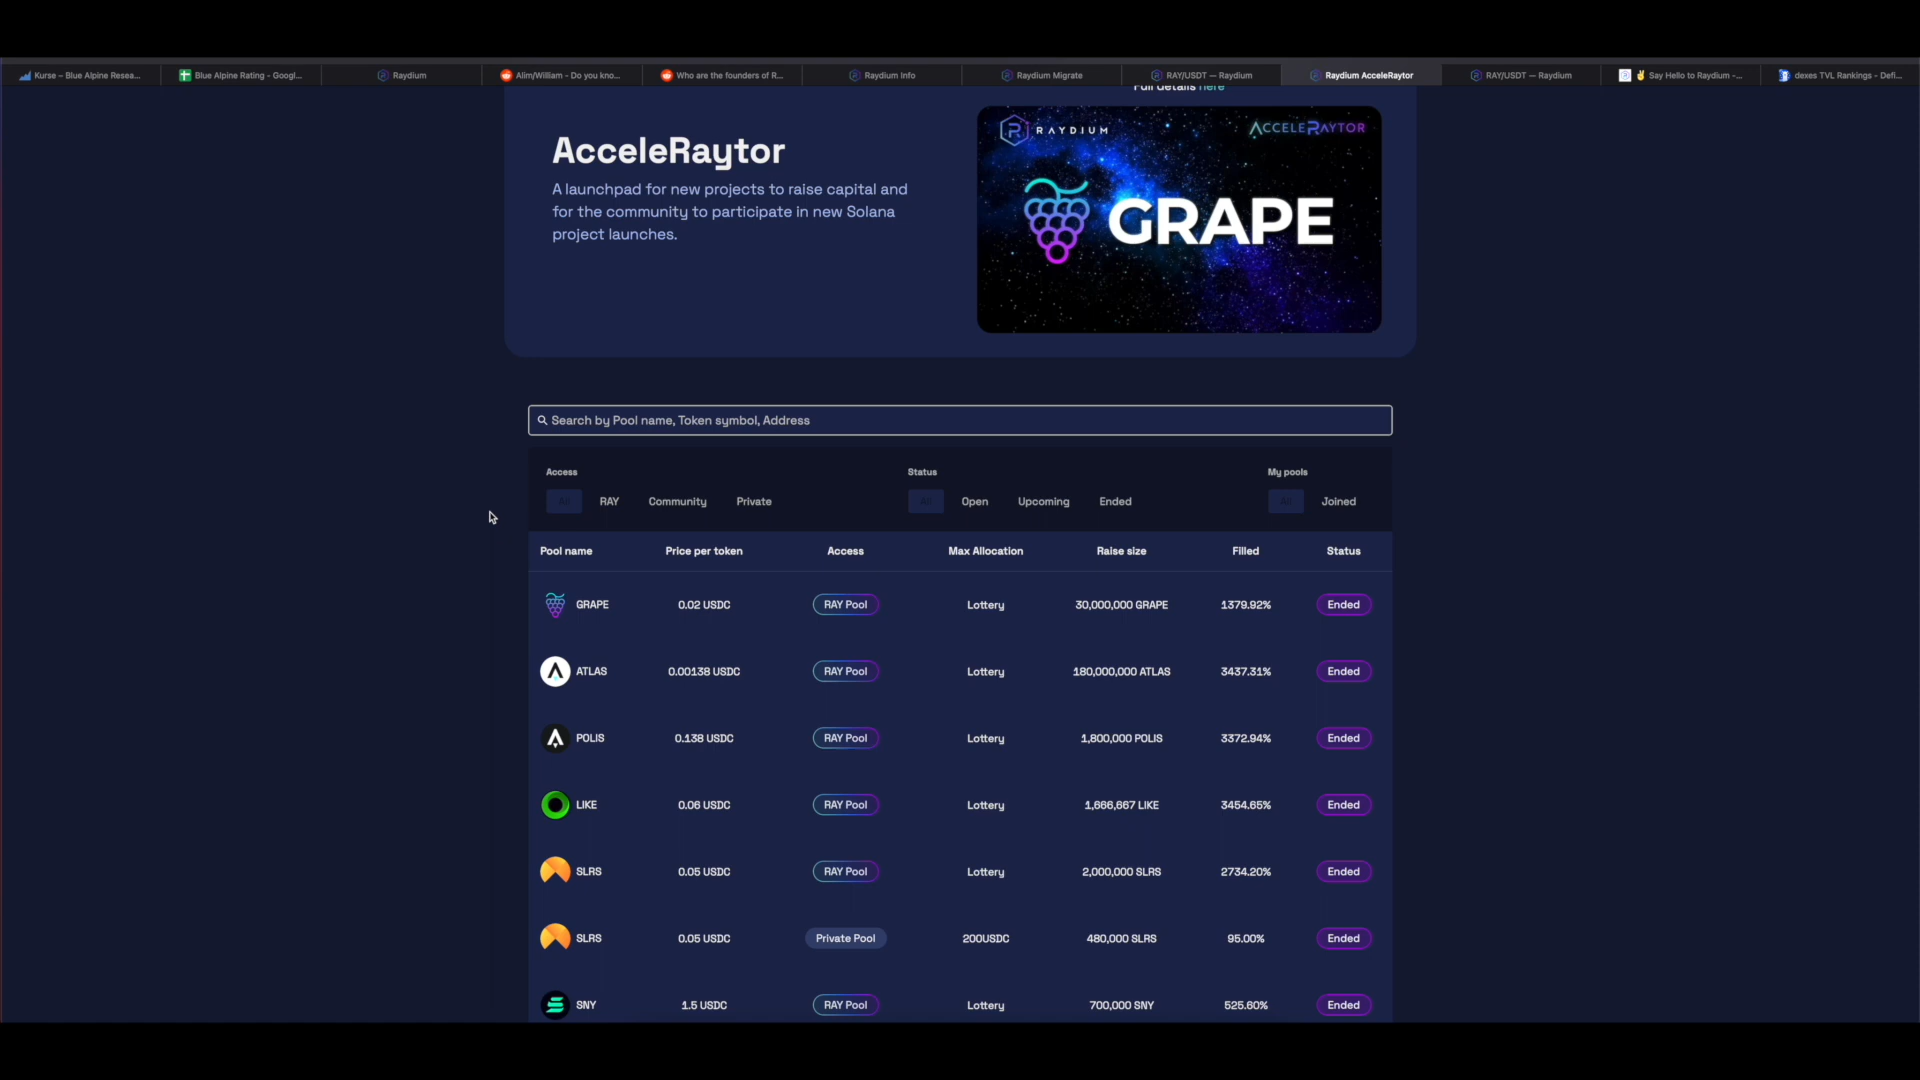 Kurse – Blue Alpine Resea...
Blue Alpine Rating - Googl...
Raydium
Alim/William - Do you kno...
Who are the founders of R...
Raydium Info
Raydium Migrate
RAY/USDT — Raydium
Raydium AcceleRaytor
RAY/USDT — Raydium
✌ Say Hello to Raydium -...
dexes TVL Rankings - Defi...
Full details here
RAYDIUM
ACCELERAYTOR
GRAPE
AcceleRaytor
A launchpad for new projects to raise capital and
for the community to participate in new Solana
project launches.
Search by Pool name, Token symbol, Address
Access Status My pools
All RAY Community Private All Open Upcoming Ended All Joined
Pool name Price per token Access Max Allocation Raise size Filled Status
GRAPE 0.02 USDC RAY Pool Lottery 30,000,000 GRAPE 1379.92% Ended
ATLAS 0.00138 USDC RAY Pool Lottery 180,000,000 ATLAS 3437.31% Ended
POLIS 0.138 USDC RAY Pool Lottery 1,800,000 POLIS 3372.94% Ended
LIKE 0.06 USDC RAY Pool Lottery 1,666,667 LIKE 3454.65% Ended
SLRS 0.05 USDC RAY Pool Lottery 2,000,000 SLRS 2734.20% Ended
SLRS 0.05 USDC Private Pool 200USDC 480,000 SLRS 95.00% Ended
SNY 1.5 USDC RAY Pool Lottery 700,000 SNY 525.60% Ended